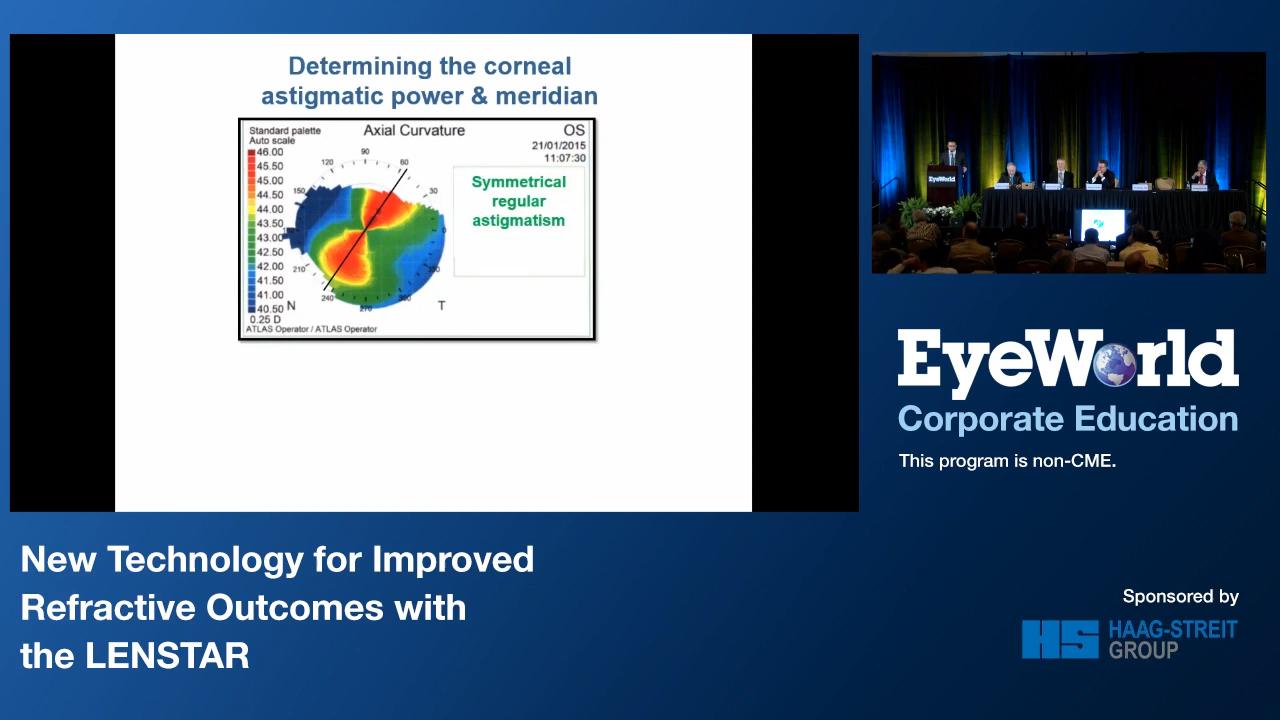 Determining the corneal
astigmatic power & meridian
Standard palette
Auto scale
Axial Curvature
OS
21/01/2015
11:07:30
46.00
45.50
45.00
44.50
44.00
43.50
43.00
42.50
42.00
41.50
41.00
40.50
0.25 D
120
90
60
150
30
0
210
240
270
300
330
N
T
Symmetrical
regular
astigmatism
ATLAS Operator / ATLAS Operator
EyeWorld
EyeWorld
Corporate Education
This program is non-CME.
New Technology for Improved
Refractive Outcomes with
the LENSTAR
Sponsored by
HS HAAG-STREIT
GROUP